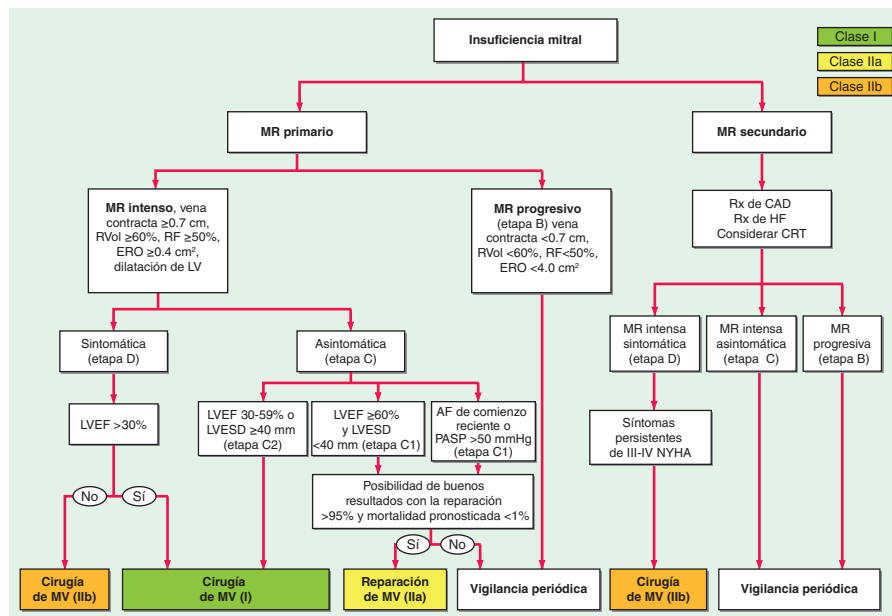 Insuficiencia mitral
Clase I
Clase IIa
Clase IIb
MR primario
MR secundario
MR intenso, vena
contracta ≥0.7 cm,
RVol ≥60%, RF ≥50%,
ERO ≥0.4 cm²,
dilatación de LV
MR progresivo
(etapa B) vena
contracta <0.7 cm,
RVol <60%, RF<50%,
ERO <4.0 cm²
Rx de CAD
Rx de HF
Considerar CRT
Sintomática
(etapa D)
Asintomática
(etapa C)
MR intensa
sintomática
(etapa D)
MR intensa
asintomática
(etapa C)
MR
progresiva
(etapa B)
LVEF >30%
LVEF 30-59% o
LVESD ≥40 mm
(etapa C2)
LVEF ≥60%
y LVESD
<40 mm (etapa C1)
AF de comienzo
reciente o
PASP >50 mmHg
(etapa C1)
Síntomas
persistentes
de III-IV NYHA
Posibilidad de buenos
resultados con la reparación
>95% y mortalidad pronosticada <1%
No
Sí
Sí
No
Cirugía
de MV (IIb)
Cirugía
de MV (I)
Reparación
de MV (IIa)
Vigilancia periódica
Cirugía
de MV (IIb)
Vigilancia periódica